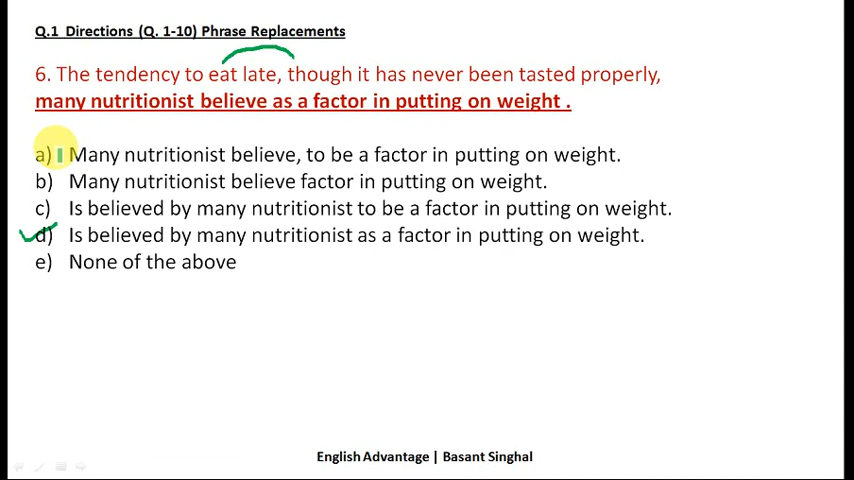 Q.1 Directions (Q. 1-10) Phrase Replacements
6. The tendency to eat late, though it has never been tasted properly,
many nutritionist believe as a factor in putting on weight .
a) Many nutritionist believe, to be a factor in putting on weight.
b) Many nutritionist believe factor in putting on weight.
c) Is believed by many nutritionist to be a factor in putting on weight.
d) Is believed by many nutritionist as a factor in putting on weight.
e) None of the above
English Advantage | Basant Singhal